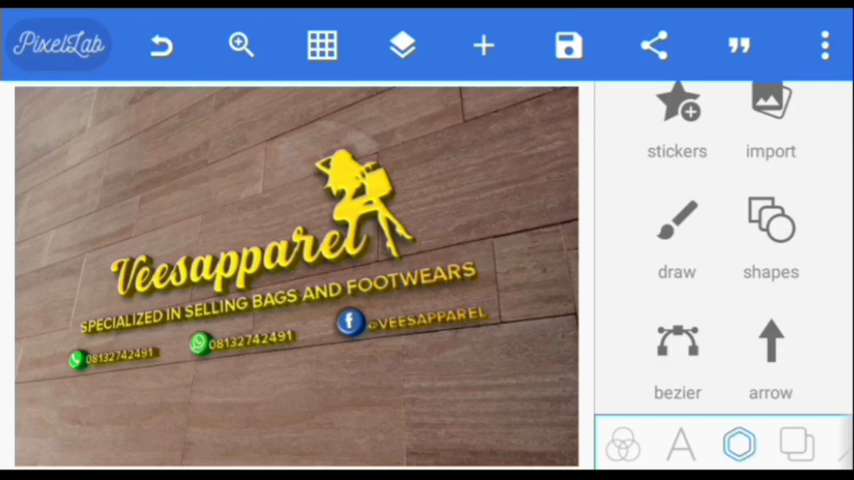 PixelLab
stickers
import
draw
shapes
bezier
arrow
Veesapparel
SPECIALIZED IN SELLING BAGS AND FOOTWEARS
08132742491
08132742491
@VEESAPPAREL